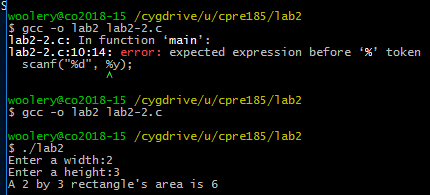 S
woolery@co2018-15 /cygdrive/u/cpre185/lab2
$ gcc -o lab2 lab2-2.c
lab2-2.c: In function ‘main’:
lab2-2.c:10:14: error: expected expression before ‘%’ token
scanf("%d", %y);
^
woolery@co2018-15 /cygdrive/u/cpre185/lab2
$ gcc -o lab2 lab2-2.c
woolery@co2018-15 /cygdrive/u/cpre185/lab2
$ ./lab2
Enter a width:2
Enter a height:3
A 2 by 3 rectangle's area is 6